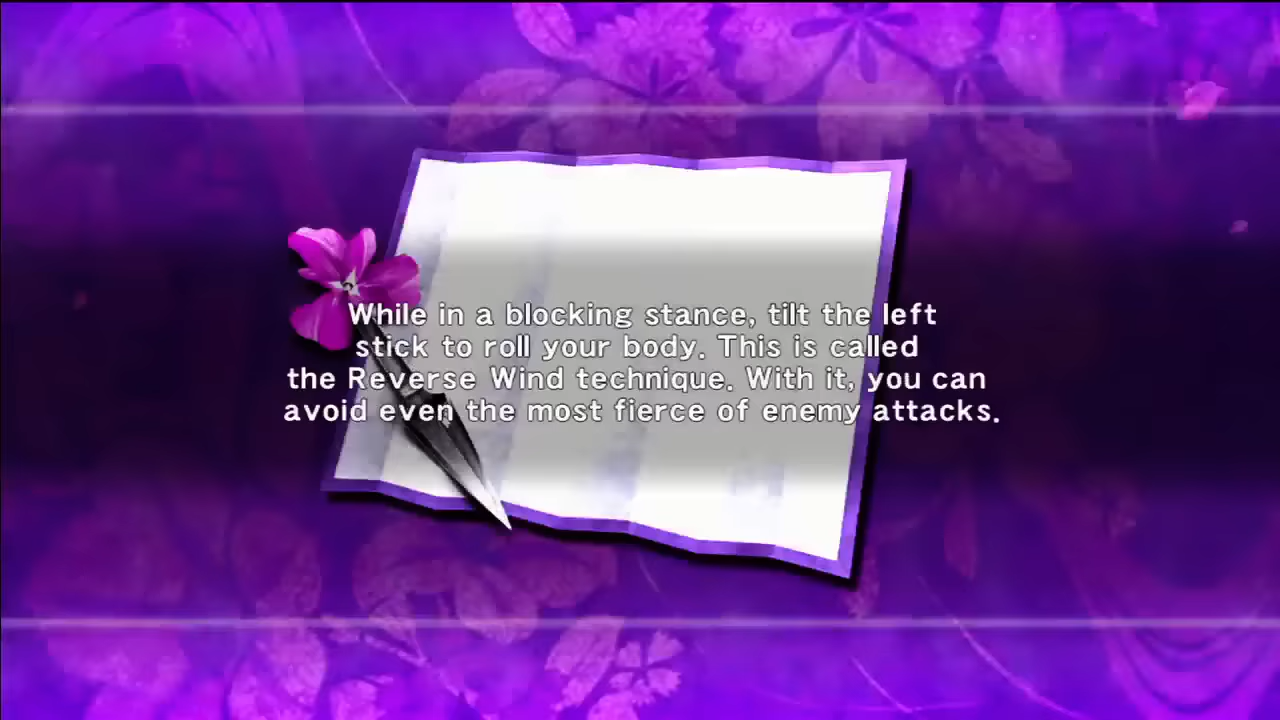 While in a blocking stance, tilt the left
stick to roll your body. This is called
the Reverse Wind technique. With it, you can
avoid even the most fierce of enemy attacks.